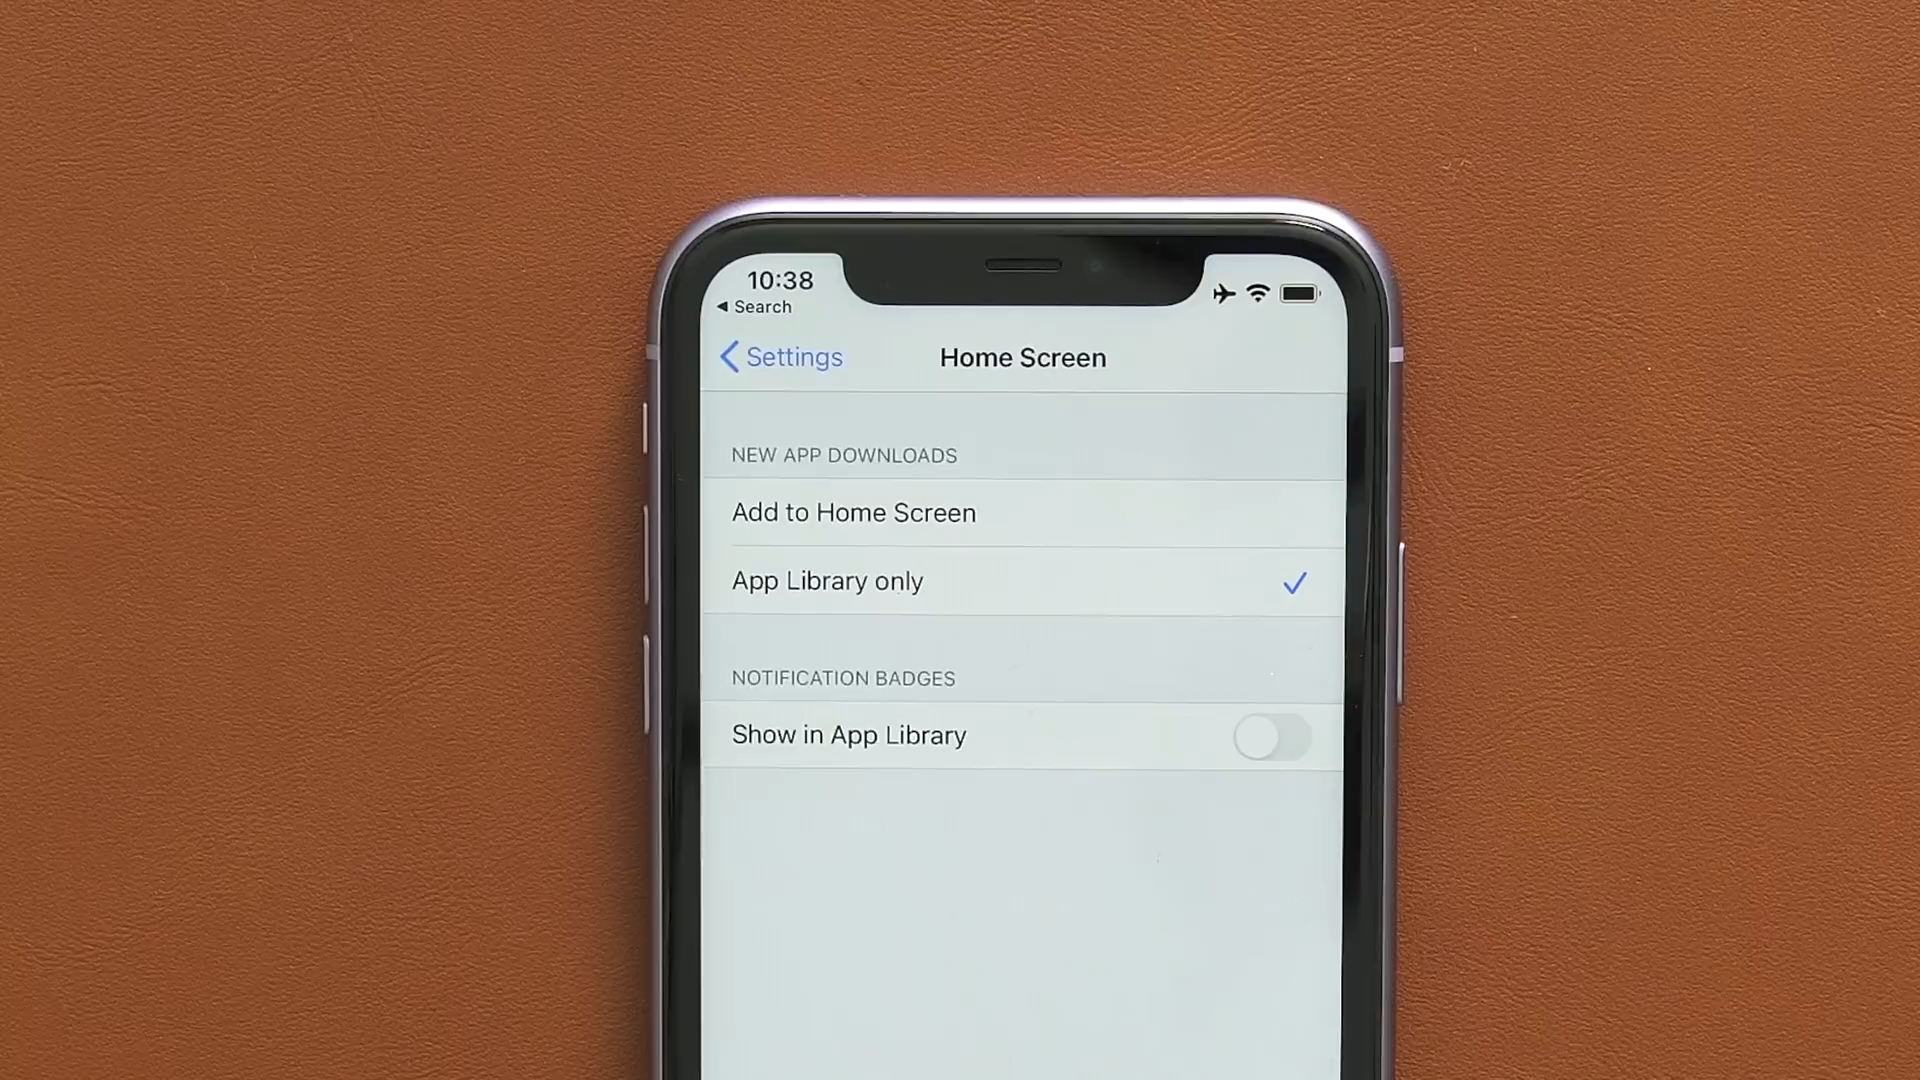 10:38
◀ Search
Settings
Home Screen
NEW APP DOWNLOADS
Add to Home Screen
App Library only
NOTIFICATION BADGES
Show in App Library